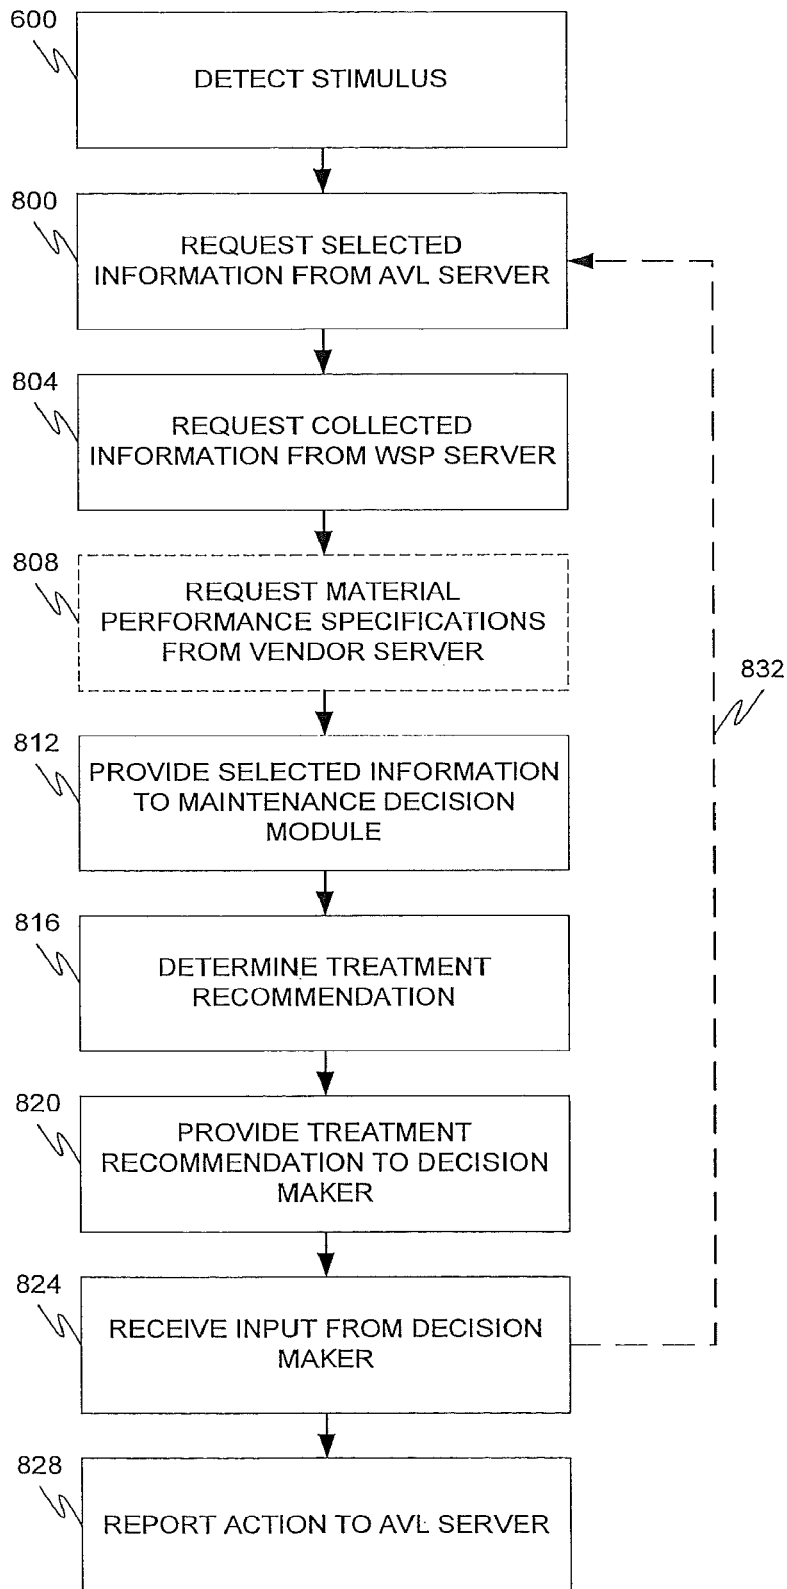 600
DETECT STIMULUS
800
REQUEST SELECTED
INFORMATION FROM AVL SERVER
804
REQUEST COLLECTED
INFORMATION FROM WSP SERVER
808
REQUEST MATERIAL
PERFORMANCE SPECIFICATIONS
FROM VENDOR SERVER
832
812
PROVIDE SELECTED INFORMATION
TO MAINTENANCE DECISION
MODULE
816
DETERMINE TREATMENT
RECOMMENDATION
820
PROVIDE TREATMENT
RECOMMENDATION TO DECISION
MAKER
824
RECEIVE INPUT FROM DECISION
MAKER
828
REPORT ACTION TO AVL SERVER